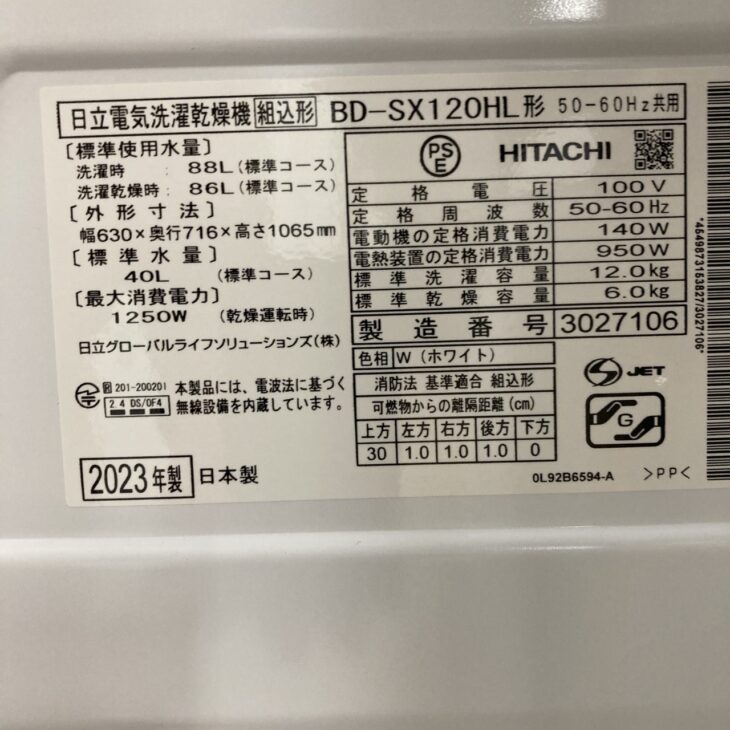 日立電気洗濯乾燥機 組込形 BD-SX120HL形 50-60Hz共用
〔標準使用水量〕
洗濯時 : 88L(標準コース)
洗濯乾燥時: 86L(標準コース)
〔外形寸法〕
幅630×奥行716×高さ1065mm
〔標準水量〕
40L (標準コース)
〔最大消費電力〕
1250W (乾燥運転時)
日立グローバルライフソリューションズ(株)
201-200201
2.4 DS/OF4
本製品には、電波法に基づく
無線設備を内蔵しています。
2023年製 日本製
PSE HITACHI
定格電圧 100V
定格周波数 50-60Hz
電動機の定格消費電力 140W
電熱装置の定格消費電力 950W
標準洗濯容量 12.0kg
標準乾燥容量 6.0kg
製造番号 3027106
色相 W(ホワイト)
消防法 基準適合 組込形
可燃物からの離隔距離(cm)
上方 左方 右方 後方 下方
30 1.0 1.0 1.0 0
JET
G
0L92B6594-A >PP<
*4549873153827/3027106*